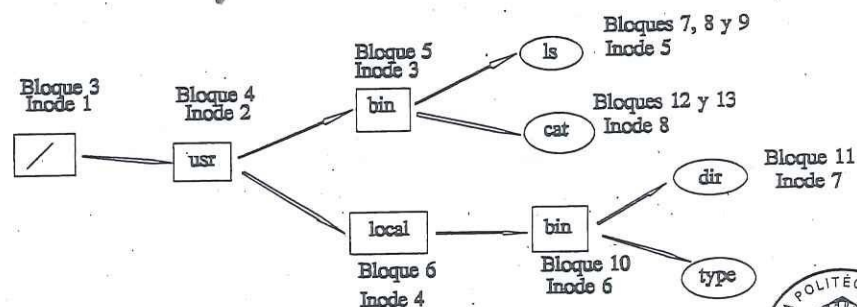 Bloque 3
Inode 1
/
Bloque 4
Inode 2
usr
Bloque 5
Inode 3
bin
ls
Bloques 7, 8 y 9
Inode 5
cat
Bloques 12 y 13
Inode 8
local
Bloque 6
Inode 4
bin
Bloque 10
Inode 6
dir
Bloque 11
Inode 7
type
POLITÉC